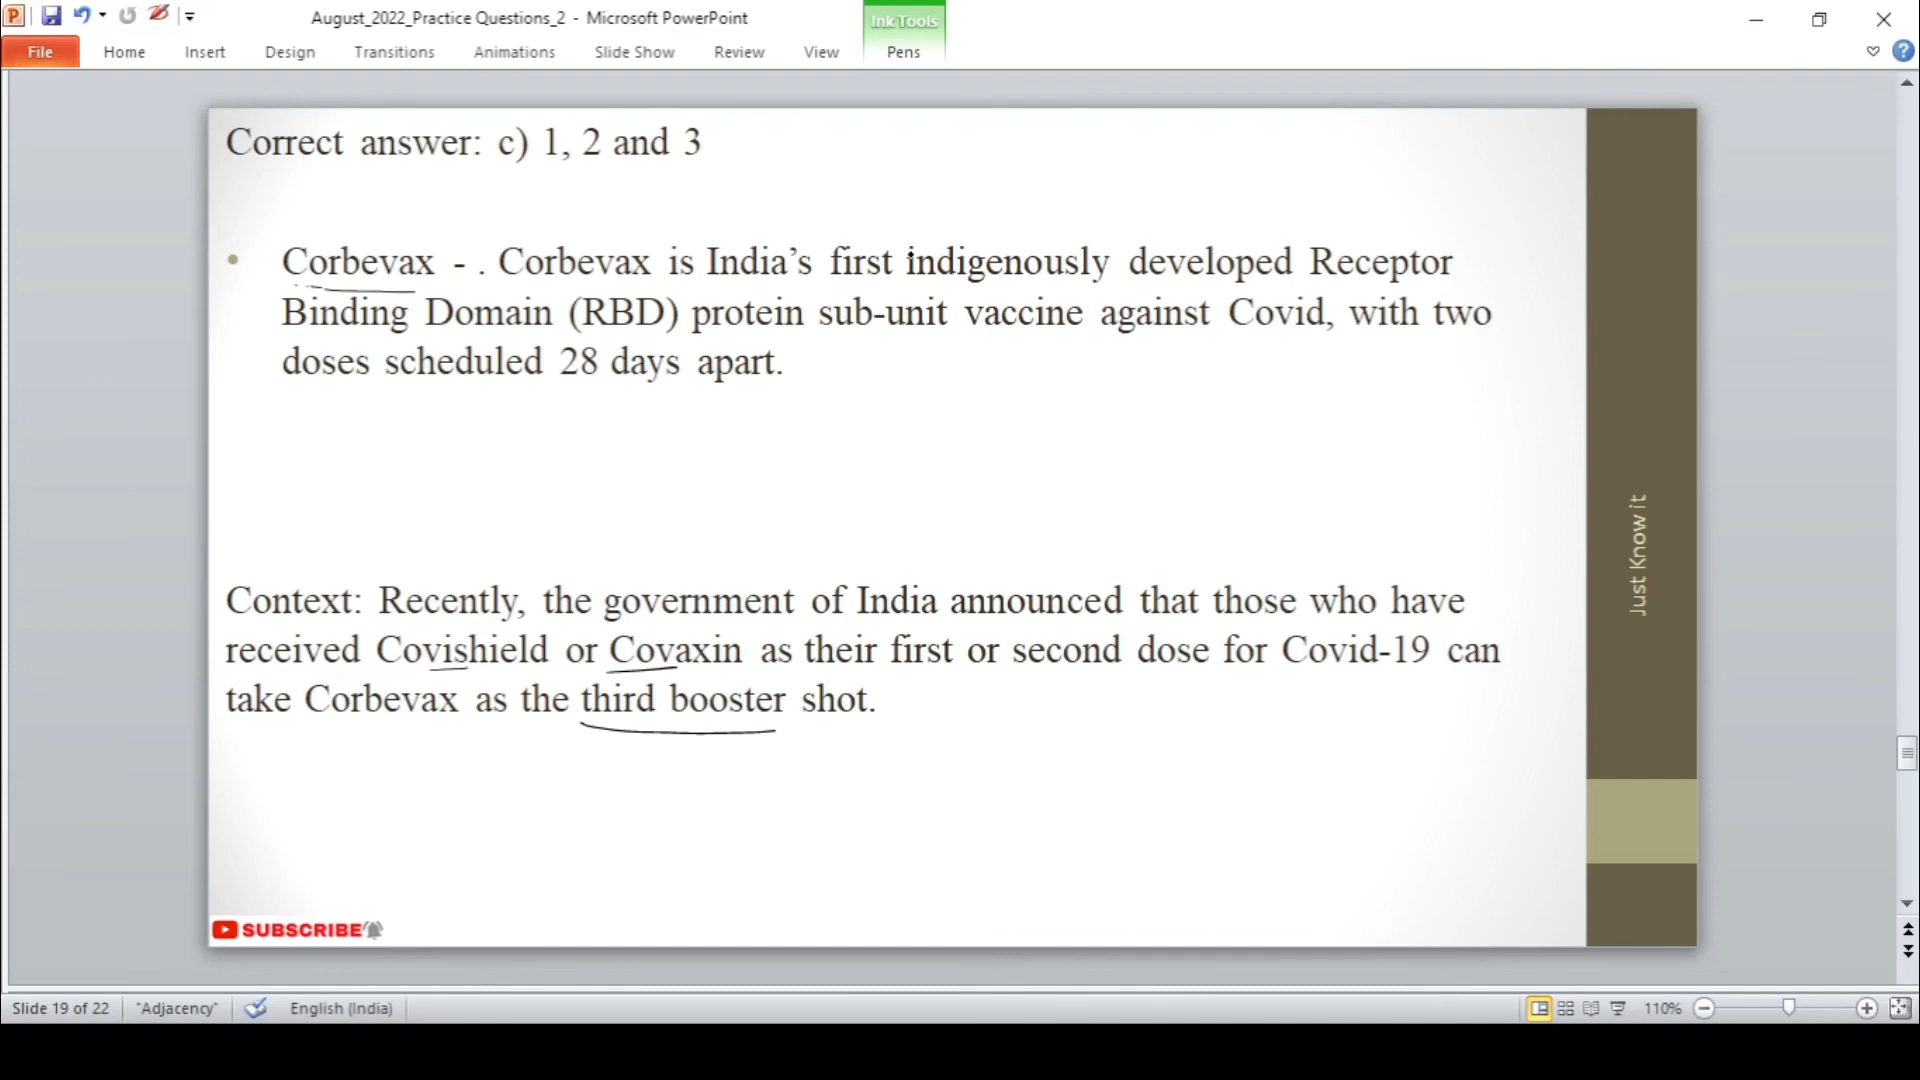 August_2022_Practice Questions_2 - Microsoft PowerPoint
Ink Tools
File Home Insert Design Transitions Animations Slide Show Review View Pens
Correct answer: c) 1, 2 and 3
• Corbevax - . Corbevax is India’s first indigenously developed Receptor
Binding Domain (RBD) protein sub-unit vaccine against Covid, with two
doses scheduled 28 days apart.
Context: Recently, the government of India announced that those who have
received Covishield or Covaxin as their first or second dose for Covid-19 can
take Corbevax as the third booster shot.
Just Know it
SUBSCRIBE
Slide 19 of 22 "Adjacency" English (India) 110%